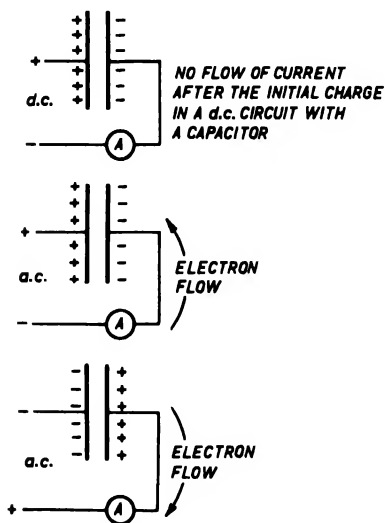 +
d.c.
-
A
NO FLOW OF CURRENT
AFTER THE INITIAL CHARGE
IN A d.c. CIRCUIT WITH
A CAPACITOR
+
a.c.
-
A
ELECTRON
FLOW
-
a.c.
+
A
ELECTRON
FLOW